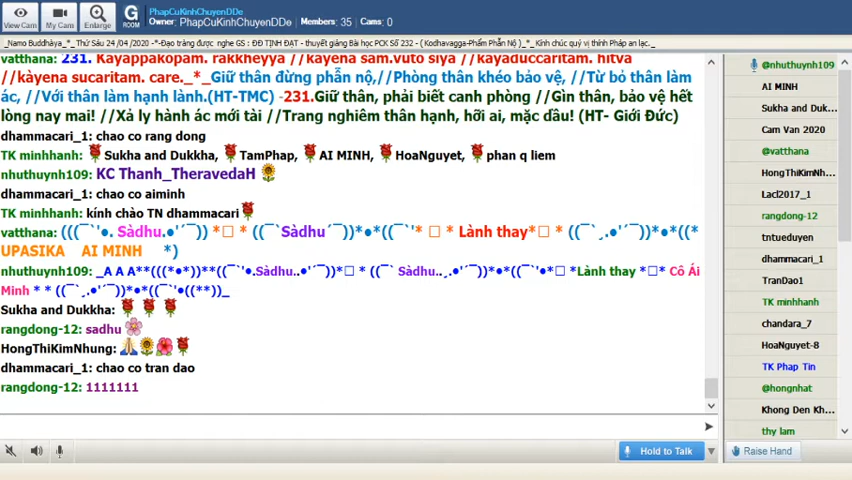 View Cam
My Cam
Enlarge
G
ROOM
PhapCuKinhChuyenDDe
Owner: PhapCuKinhChuyenDDe Members: 35 Cams: 0
_Namo Buddhàya_*_ Thứ Sáu 24 /04 /2020 -*-Đạo tràng được nghe GS : ĐĐ TỊNH ĐẠT - thuyết giảng Bài học PCK Số 232 - ( Kodhavagga-Phẩm Phẫn Nộ )_*_ Kính chúc quý vị thính Pháp an lạc._
vatthana: 231. Kàyappakopam. rakkheyya //kàyena sam.vuto siyà //kàyaduccaritam. hitvà
//kàyena sucaritam. care._*_Giữ thân đừng phẫn nộ,//Phòng thân khéo bảo vệ, //Từ bỏ thân làm
ác, //Với thân làm hạnh lành.(HT-TMC) -231.Giữ thân, phải biết canh phòng //Gìn thân, bảo vệ hết
lòng nay mai! //Xả ly hành ác mới tài //Trang nghiêm thân hạnh, hỡi ai, mặc dầu! (HT- Giới Đức)
dhammacari_1: chao co rang dong
TK minhhanh: Sukha and Dukkha, TamPhap, AI MINH, HoaNguyet, phan q liem
nhuthuynh109: KC Thanh_TheravedaH
dhammacari_1: chao co aiminh
TK minhhanh: kính chào TN dhammacari
vatthana: (((¯`'•. Sàdhu.•'´¯)) *□ * ((¯`Sàdhu´¯))*•*((¯`'* □ * Lành thay*□ * ((¯`¸.•'´¯))*•*((*
UPASIKA AI MINH *)
nhuthuynh109: _A A A**(((*•*))**((¯`'•.Sàdhu..•'´¯))*□ * ((¯` Sàdhu..¸.•'´¯))*•*((¯`'•*□ *Lành thay *□* Cô Ái
Minh * * ((¯`¸.•'´¯))*•*((¯`'•((**))_
Sukha and Dukkha:
rangdong-12: sadhu
HongThiKimNhung:
dhammacari_1: chao co tran dao
rangdong-12: 1111111
Hold to Talk
Raise Hand
@nhuthuynh109
AI MINH
Sukha and Duk...
Cam Van 2020
@vatthana
HongThiKimNh...
Lacl2017_1
rangdong-12
tntueduyen
dhammacari_1
TranDao1
TK minhhanh
chandara_7
HoaNguyet-8
TK Phap Tin
@hongnhat
Khong Den Kh...
thy lam